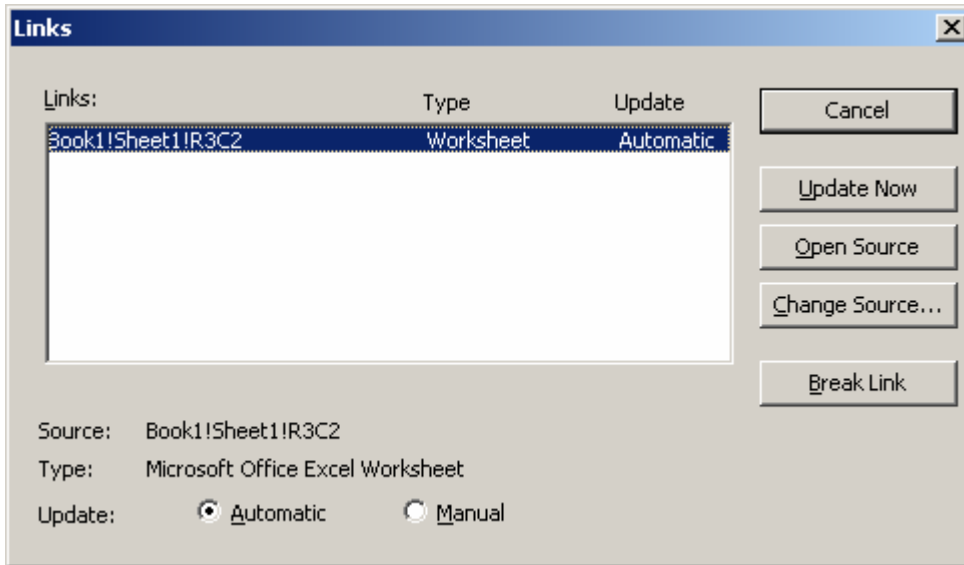 Links
Links: Type Update
Book1!Sheet1!R3C2 Worksheet Automatic
Cancel
Update Now
Open Source
Change Source...
Break Link
Source: Book1!Sheet1!R3C2
Type: Microsoft Office Excel Worksheet
Update: Automatic Manual